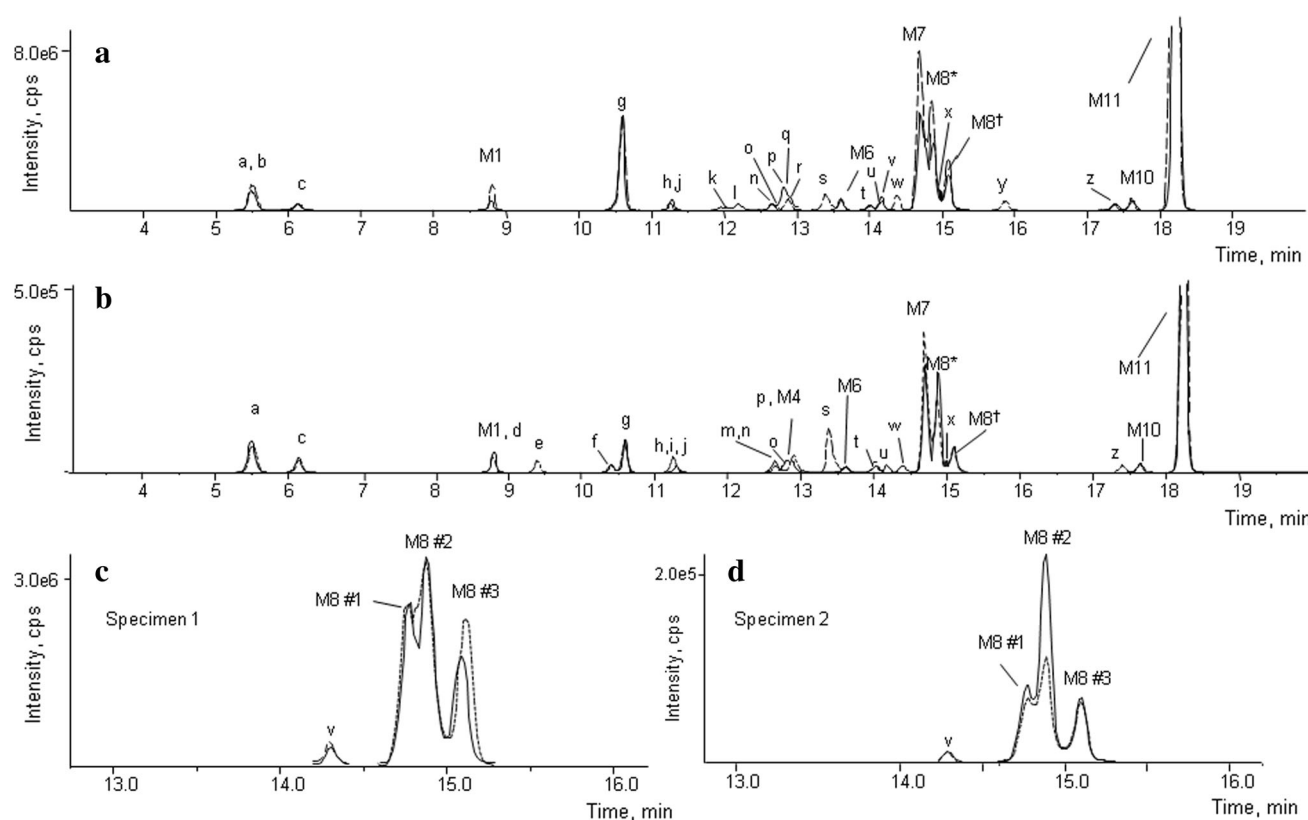 a
8.0e6
Intensity, cps
a, b
c
M1
g
h,j
k
l
n
o
p
q
r
s
M6
t
u
v
w
M7
M8*
x
M8†
y
z
M10
M11
4 5 6 7 8 9 10 11 12 13 14 15 16 17 18 19
Time, min
b
5.0e5
Intensity, cps
a
c
M1, d
e
f
g
h,i, j
m,n
o
p, M4
s
M6
t
u
w
M7
M8*
x
M8†
z
M10
M11
4 5 6 7 8 9 10 11 12 13 14 15 16 17 18 19
Time, min
c
3.0e6
Intensity, cps
Specimen 1
v
M8 #1
M8 #2
M8 #3
13.0 14.0 15.0 16.0
Time, min
d
2.0e5
Intensity, cps
Specimen 2
v
M8 #1
M8 #2
M8 #3
13.0 14.0 15.0 16.0
Time, min